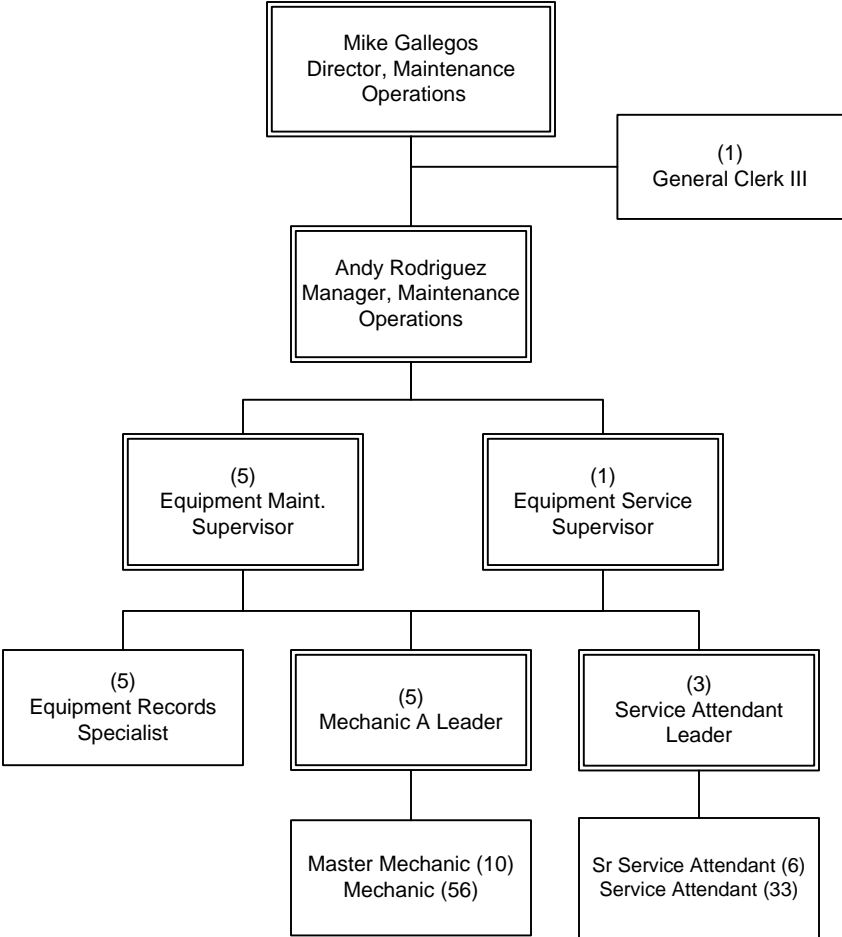 Mike Gallegos
Director, Maintenance
Operations
(1)
General Clerk III
Andy Rodriguez
Manager, Maintenance
Operations
(5)
Equipment Maint.
Supervisor
(1)
Equipment Service
Supervisor
(5)
Equipment Records
Specialist
(5)
Mechanic A Leader
(3)
Service Attendant
Leader
Master Mechanic (10)
Mechanic (56)
Sr Service Attendant (6)
Service Attendant (33)